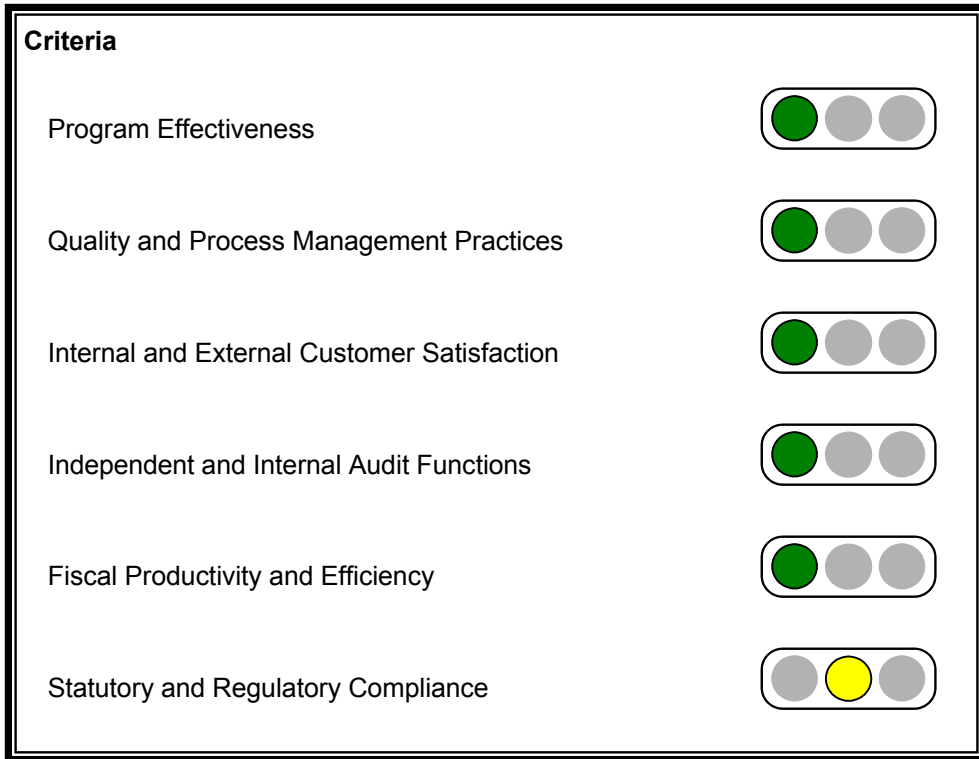 Criteria
Program Effectiveness
Quality and Process Management Practices
Internal and External Customer Satisfaction
Independent and Internal Audit Functions
Fiscal Productivity and Efficiency
Statutory and Regulatory Compliance